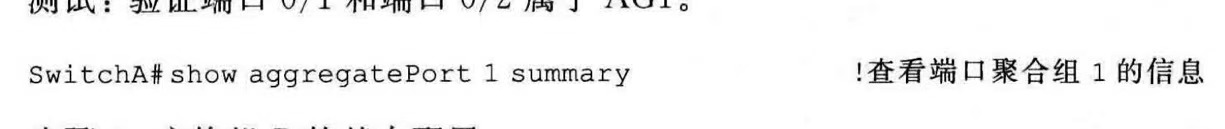 测试：验证端口 0/1 和端口 0/2 属于 AG1。
SwitchA# show aggregatePort 1 summary !查看端口聚合组 1 的信息